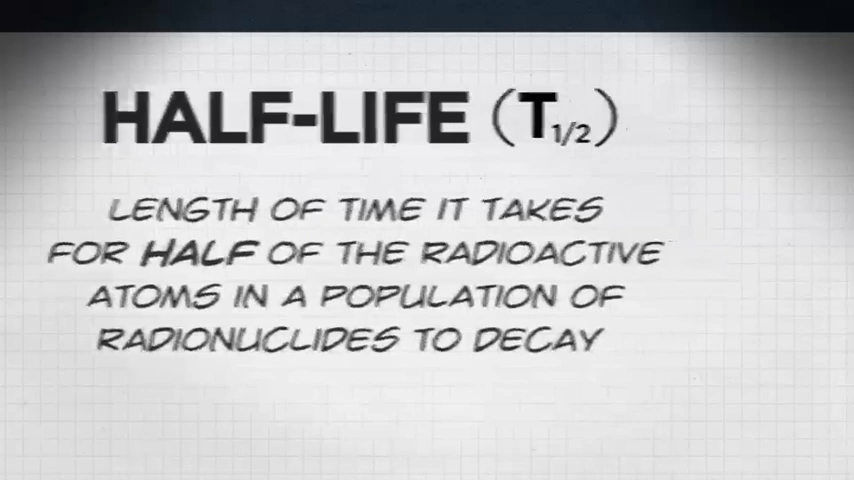 HALF-LIFE (T1/2)
LENGTH OF TIME IT TAKES
FOR HALF OF THE RADIOACTIVE
ATOMS IN A POPULATION OF
RADIONUCLIDES TO DECAY